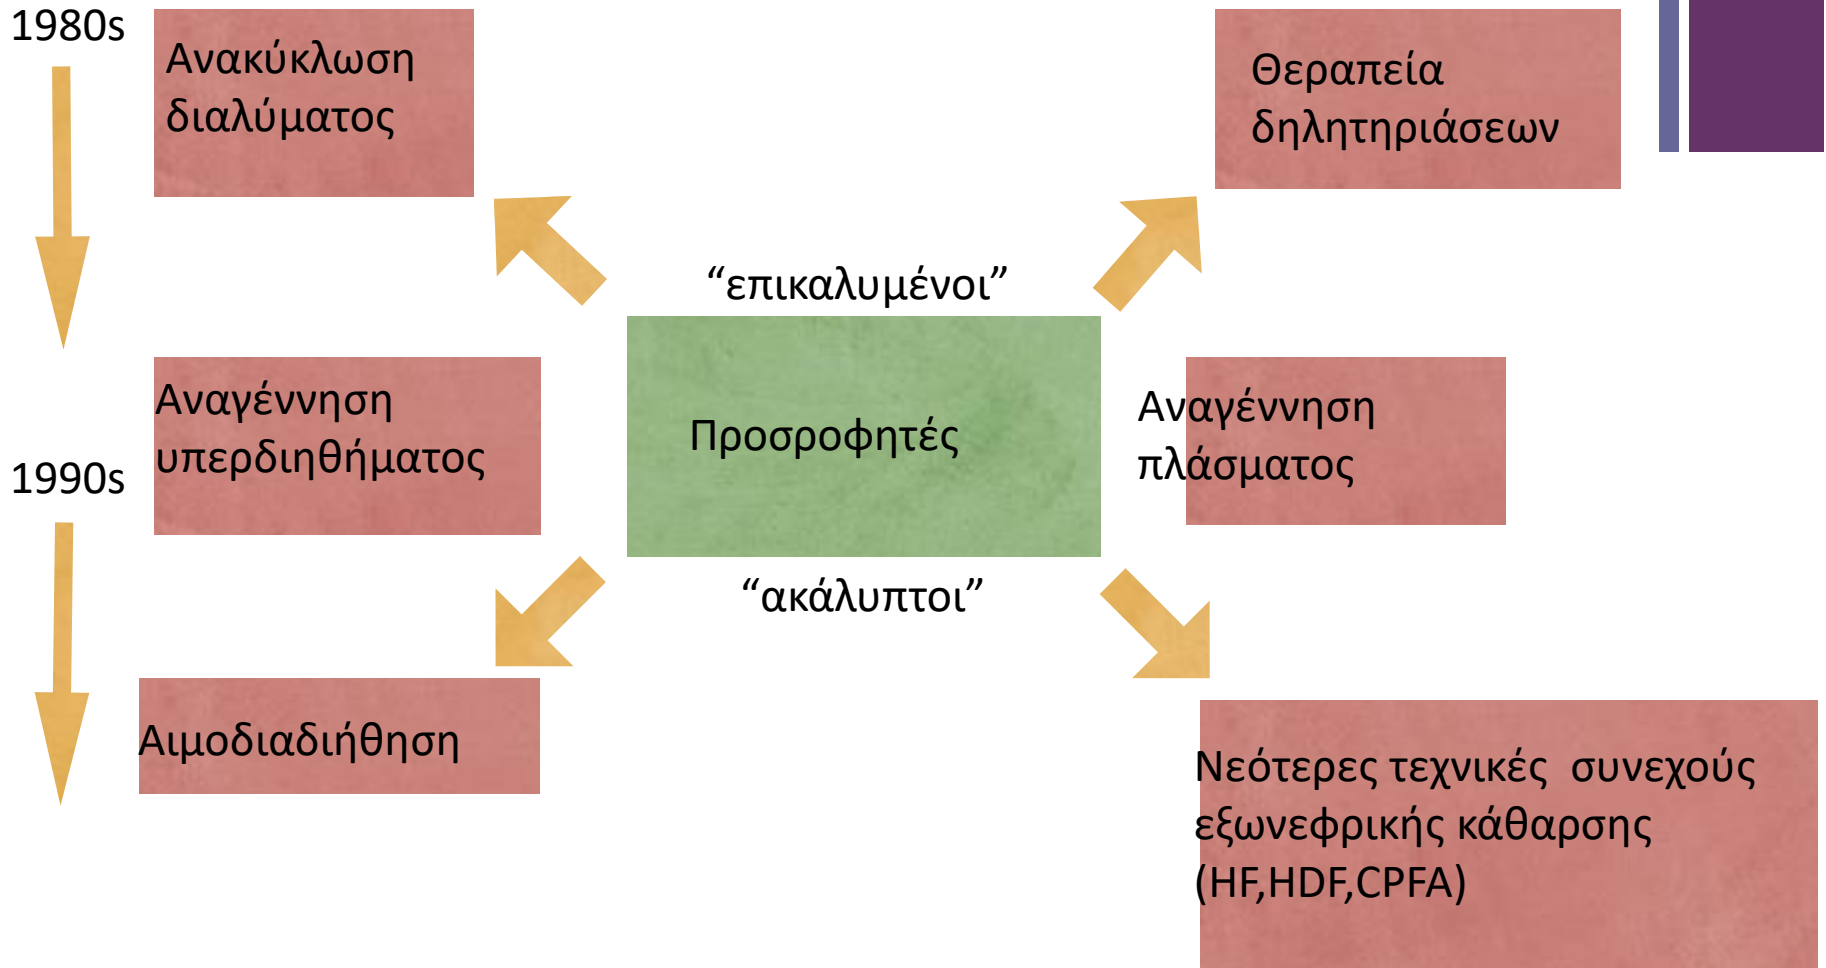 1980s
Ανακύκλωση
διαλύματος
Θεραπεία
δηλητηριάσεων
“επικαλυμένοι”
Αναγέννηση
υπερδιηθήματος
Προσροφητές
Αναγέννηση
πλάσματος
1990s
“ακάλυπτοι”
Αιμοδιαδιήθηση
Νεότερες τεχνικές συνεχούς
εξωνεφρικής κάθαρσης
(HF,HDF,CPFA)